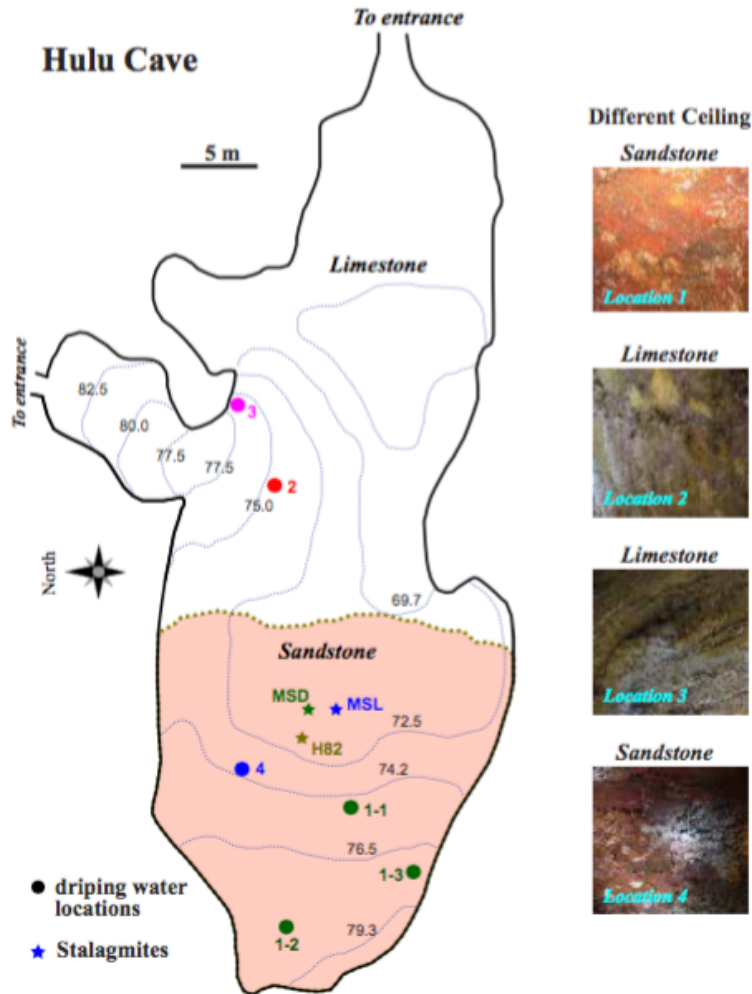 To entrance
Hulu Cave
5 m
Different Ceiling
Sandstone
Location 1
Limestone
To entrance
82.5
80.0
77.5
77.5
3
2
75.0
Limestone
Location 2
North
69.7
Limestone
Location 3
Sandstone
MSD
MSL
H82
72.5
4
74.2
1-1
76.5
1-3
1-2
79.3
Sandstone
Location 4
driping water
locations
Stalagmites